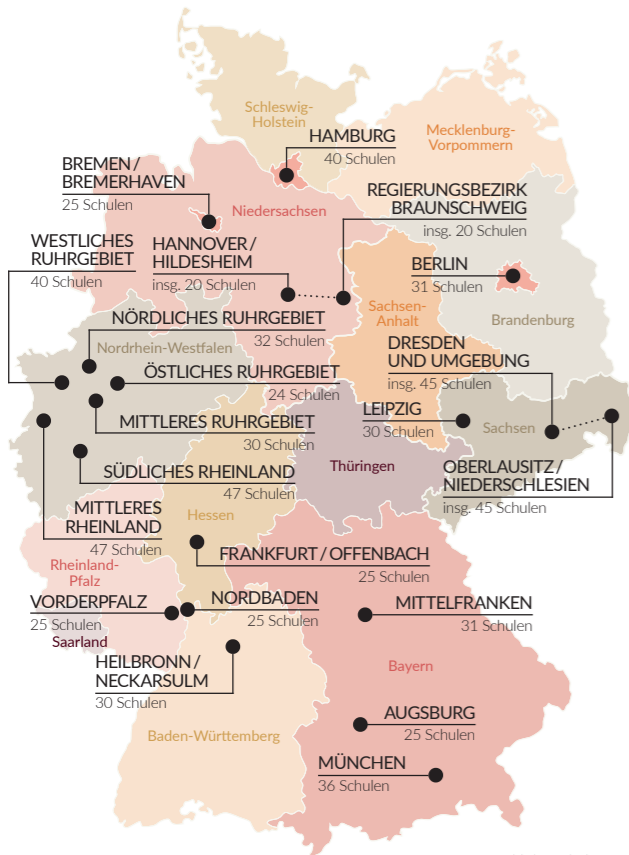 Schleswig-
Holstein
Mecklenburg-
Vorpommern
HAMBURG
40 Schulen
BREMEN /
BREMERHAVEN
25 Schulen
Niedersachsen
REGIERUNGSBEZIRK
BRAUNSCHWEIG
insg. 20 Schulen
WESTLICHES
RUHRGEBIET
40 Schulen
HANNOVER /
HILDESHEIM
insg. 20 Schulen
BERLIN
31 Schulen
Sachsen-
Anhalt
Brandenburg
NÖRDLICHES RUHRGEBIET
32 Schulen
Nordrhein-Westfalen
DRESDEN
UND UMGEBUNG
insg. 45 Schulen
ÖSTLICHES RUHRGEBIET
24 Schulen
LEIPZIG
30 Schulen
Sachsen
MITTLERES RUHRGEBIET
30 Schulen
Thüringen
SÜDLICHES RHEINLAND
47 Schulen
OBERLAUSITZ /
NIEDERSCHLESIEN
insg. 45 Schulen
MITTLERES
RHEINLAND
47 Schulen
Hessen
FRANKFURT / OFFENBACH
25 Schulen
Rheinland-
Pfalz
VORDERPFALZ
25 Schulen
Saarland
NORDBADEN
25 Schulen
MITTELFRANKEN
31 Schulen
HEILBRONN /
NECKARSULM
30 Schulen
Bayern
Baden-Württemberg
AUGSBURG
25 Schulen
MÜNCHEN
36 Schulen